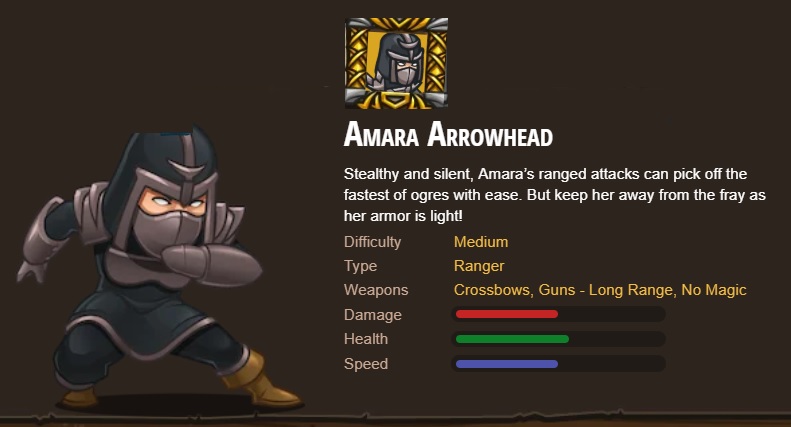 Amara Arrowhead
Stealthy and silent, Amara's ranged attacks can pick off the
fastest of ogres with ease. But keep her away from the fray as
her armor is light!
Difficulty Medium
Type Ranger
Weapons Crossbows, Guns - Long Range, No Magic
Damage
Health
Speed